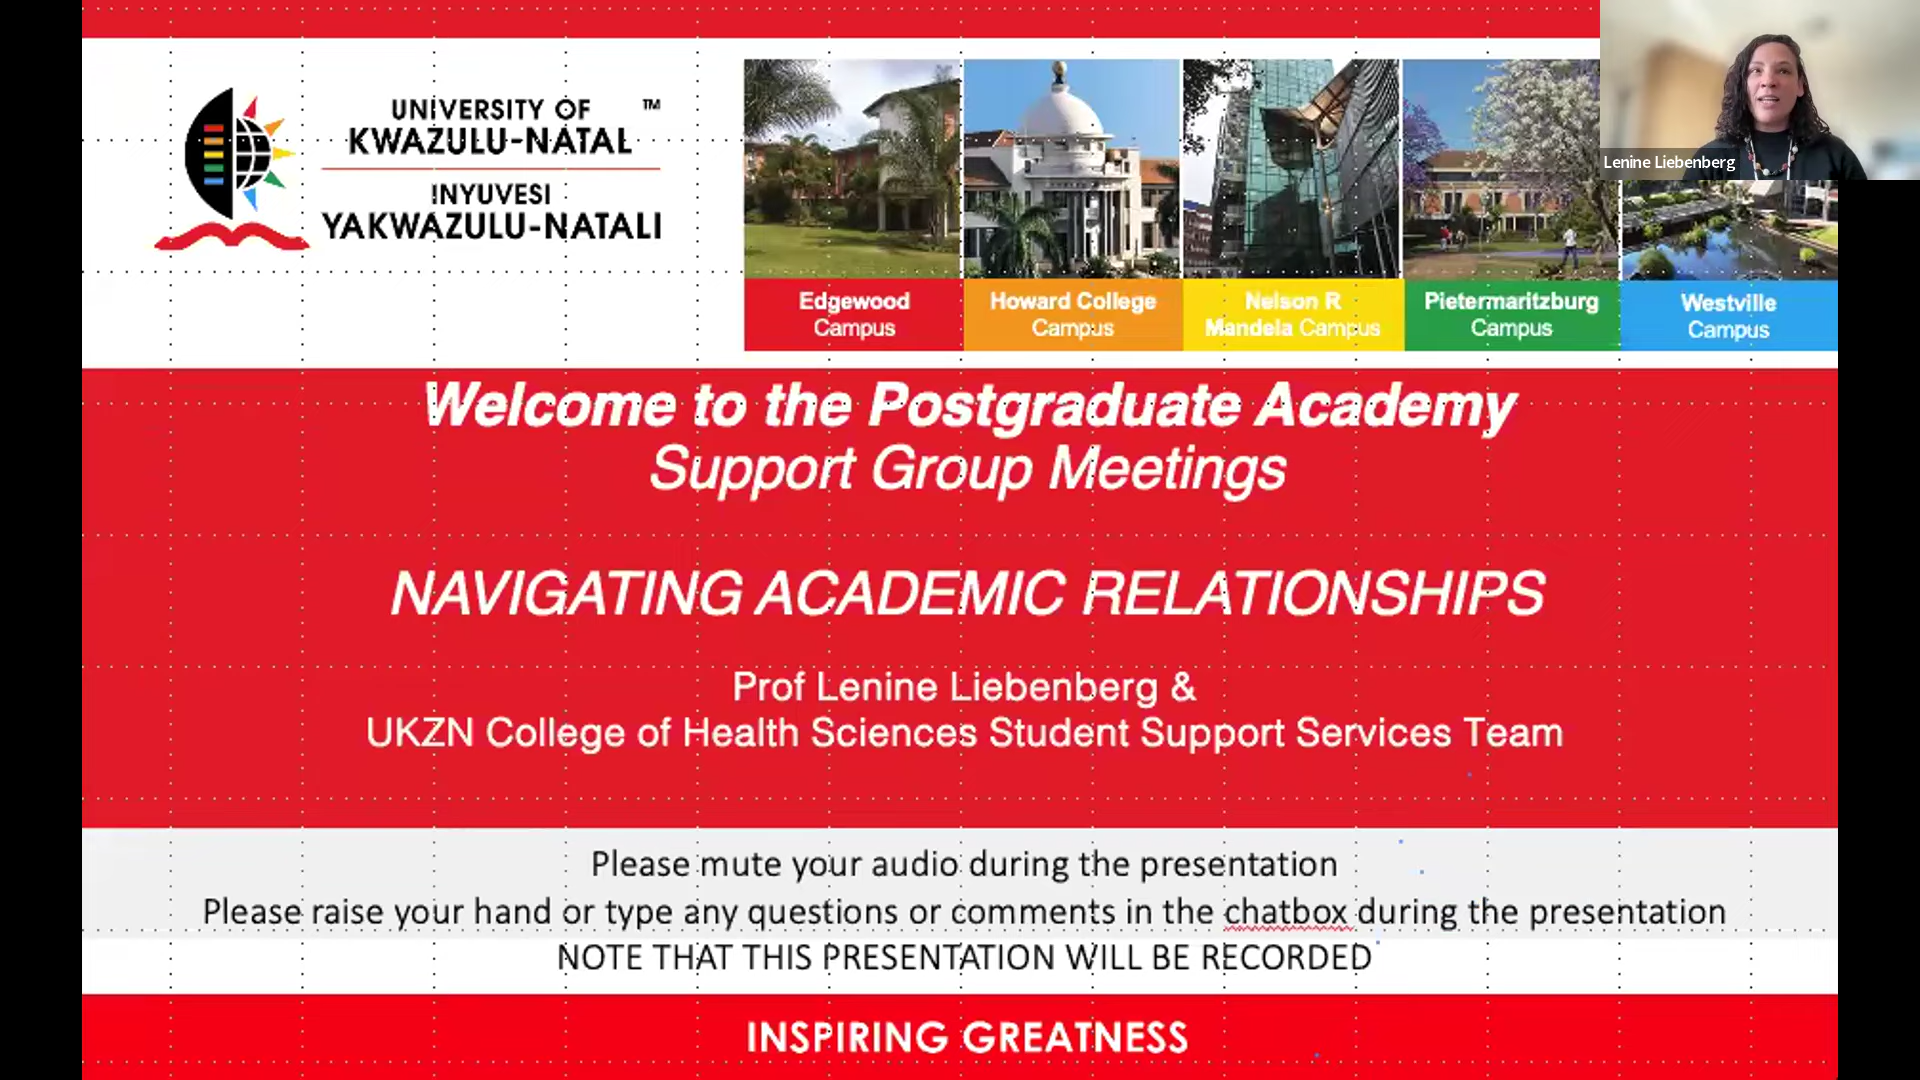 UNIVERSITY OF ™
KWAZULU-NATAL
INYUVESI
YAKWAZULU-NATALI
Lenine Liebenberg
Edgewood
Campus
Howard College
Campus
Nelson R
Mandela Campus
Pietermaritzburg
Campus
Westville
Campus
Welcome to the Postgraduate Academy
Support Group Meetings
NAVIGATING ACADEMIC RELATIONSHIPS
Prof Lenine Liebenberg &
UKZN College of Health Sciences Student Support Services Team
Please mute your audio during the presentation
Please raise your hand or type any questions or comments in the chatbox during the presentation
NOTE THAT THIS PRESENTATION WILL BE RECORDED
INSPIRING GREATNESS